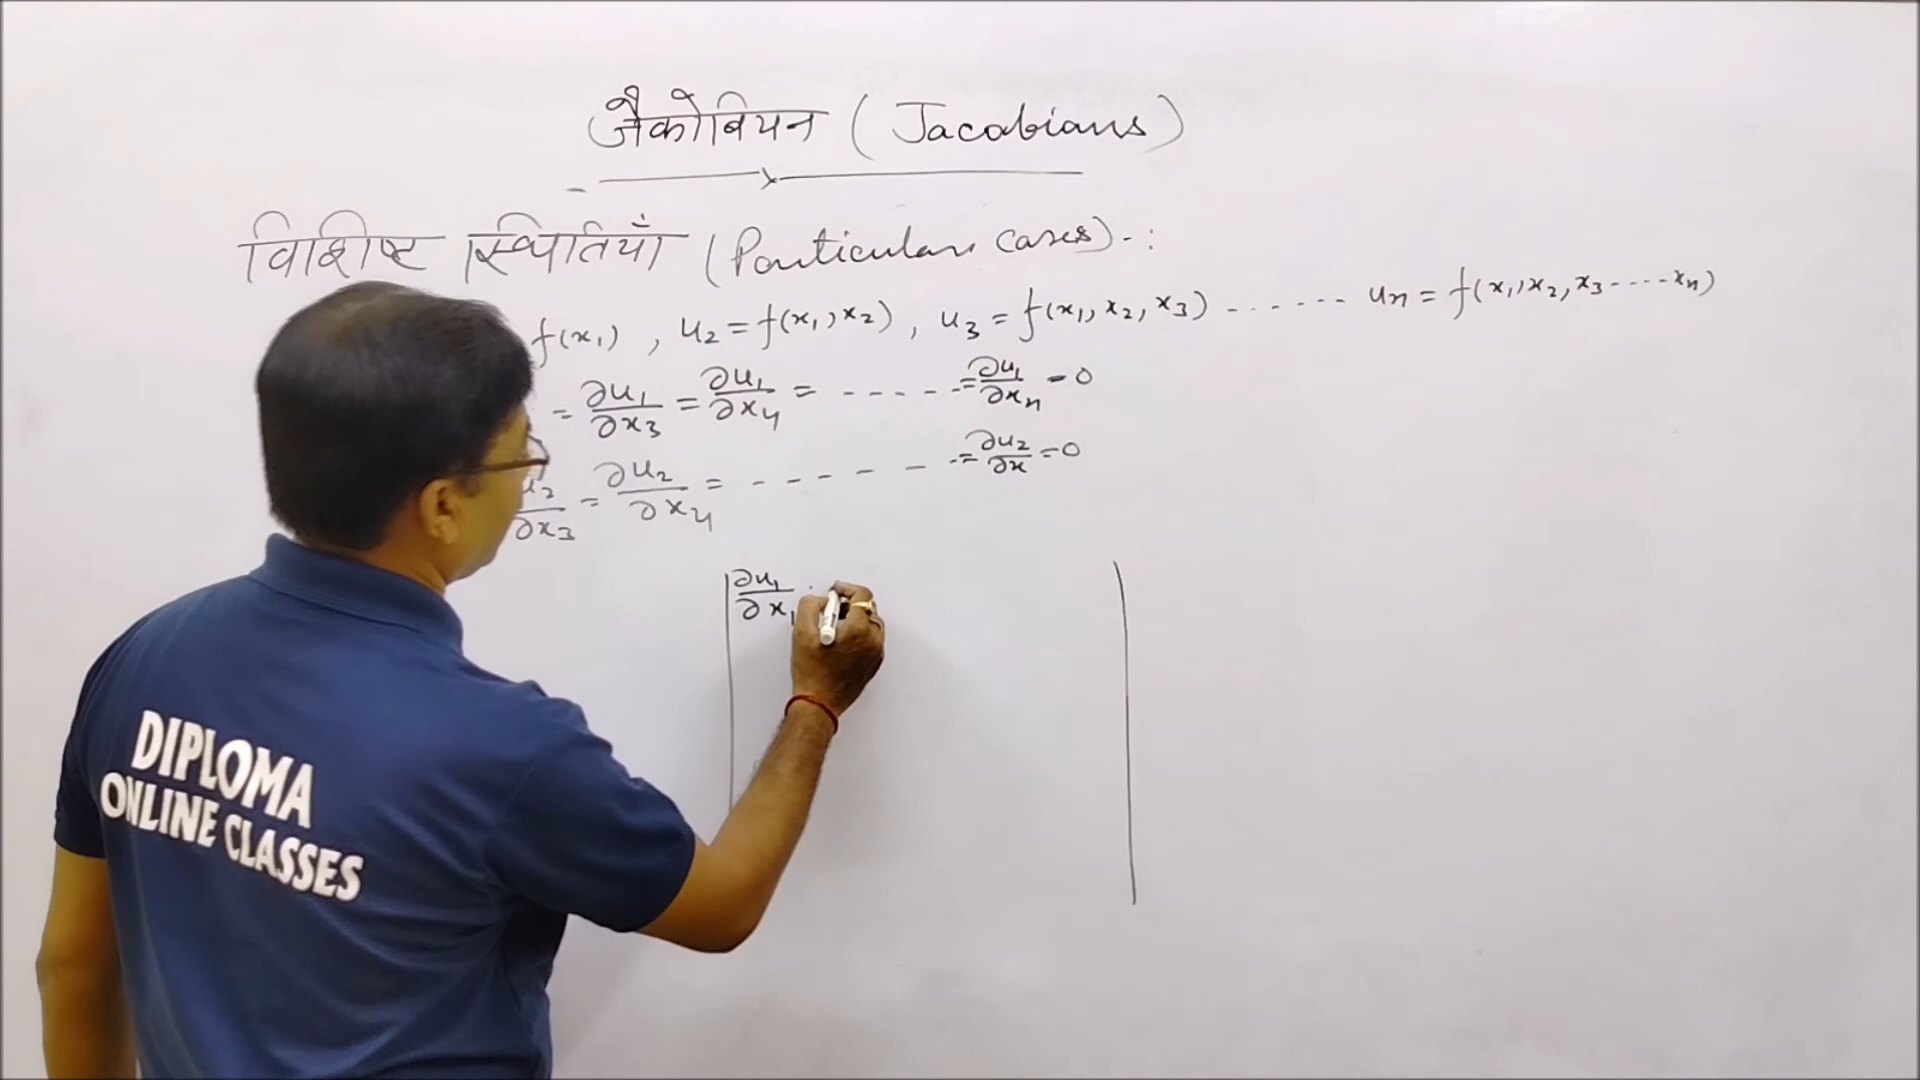 जैकोबियन (Jacobians)
विशिष्ट स्थितियाँ (Particular Cases)-:
f(x₁), u₂ = f(x₁, x₂), u₃ = f(x₁, x₂, x₃) ------ uₙ = f(x₁, x₂, x₃ ---- xₙ)
= ∂u₁/∂x₃ = ∂u₁/∂x₄ = ----- = ∂u₁/∂xₙ = 0
u₂/∂x₃ = ∂u₂/∂x₄ = ------ = ∂u₂/∂x = 0
∂u₁/∂x₁
DIPLOMA
ONLINE CLASSES